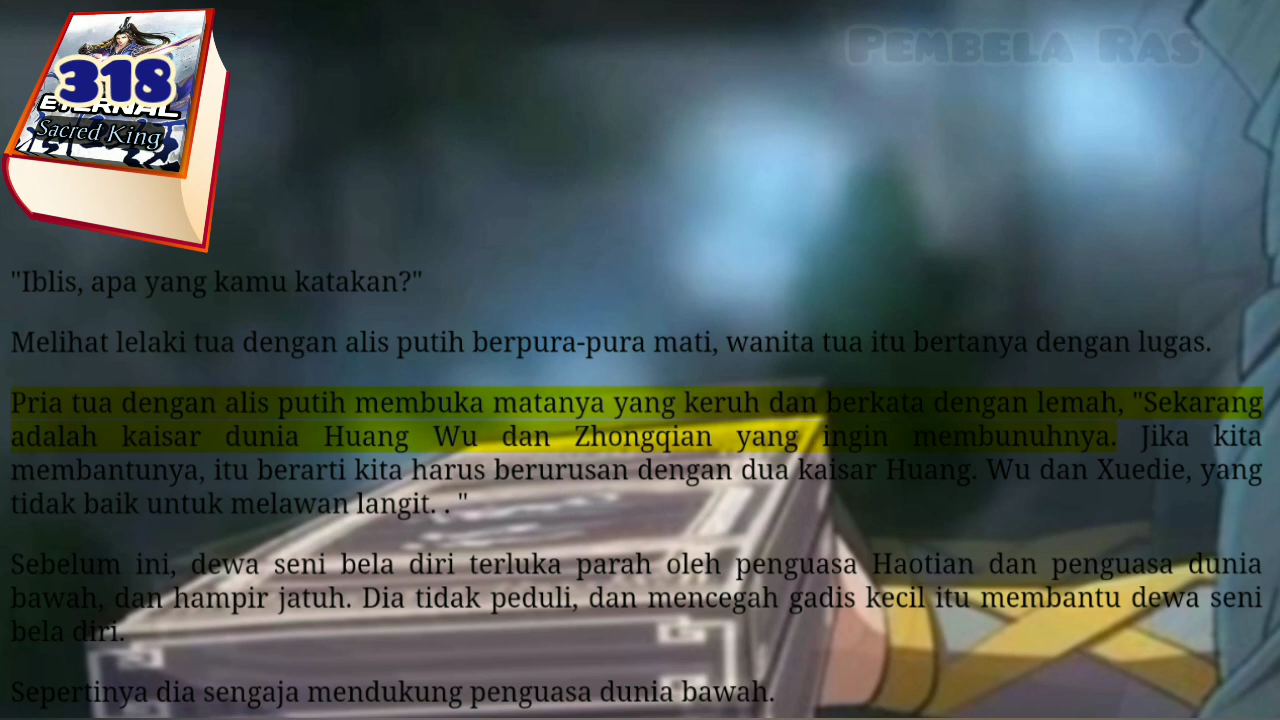 Pembela Ras
318
ETERNAL
Sacred King
"Iblis, apa yang kamu katakan?"
Melihat lelaki tua dengan alis putih berpura-pura mati, wanita tua itu bertanya dengan lugas.
Pria tua dengan alis putih membuka matanya yang keruh dan berkata dengan lemah, "Sekarang
adalah kaisar dunia Huang Wu dan Zhongqian yang ingin membunuhnya. Jika kita
membantunya, itu berarti kita harus berurusan dengan dua kaisar Huang. Wu dan Xuedie, yang
tidak baik untuk melawan langit. . "
Sebelum ini, dewa seni bela diri terluka parah oleh penguasa Haotian dan penguasa dunia
bawah, dan hampir jatuh. Dia tidak peduli, dan mencegah gadis kecil itu membantu dewa seni
bela diri.
Sepertinya dia sengaja mendukung penguasa dunia bawah.